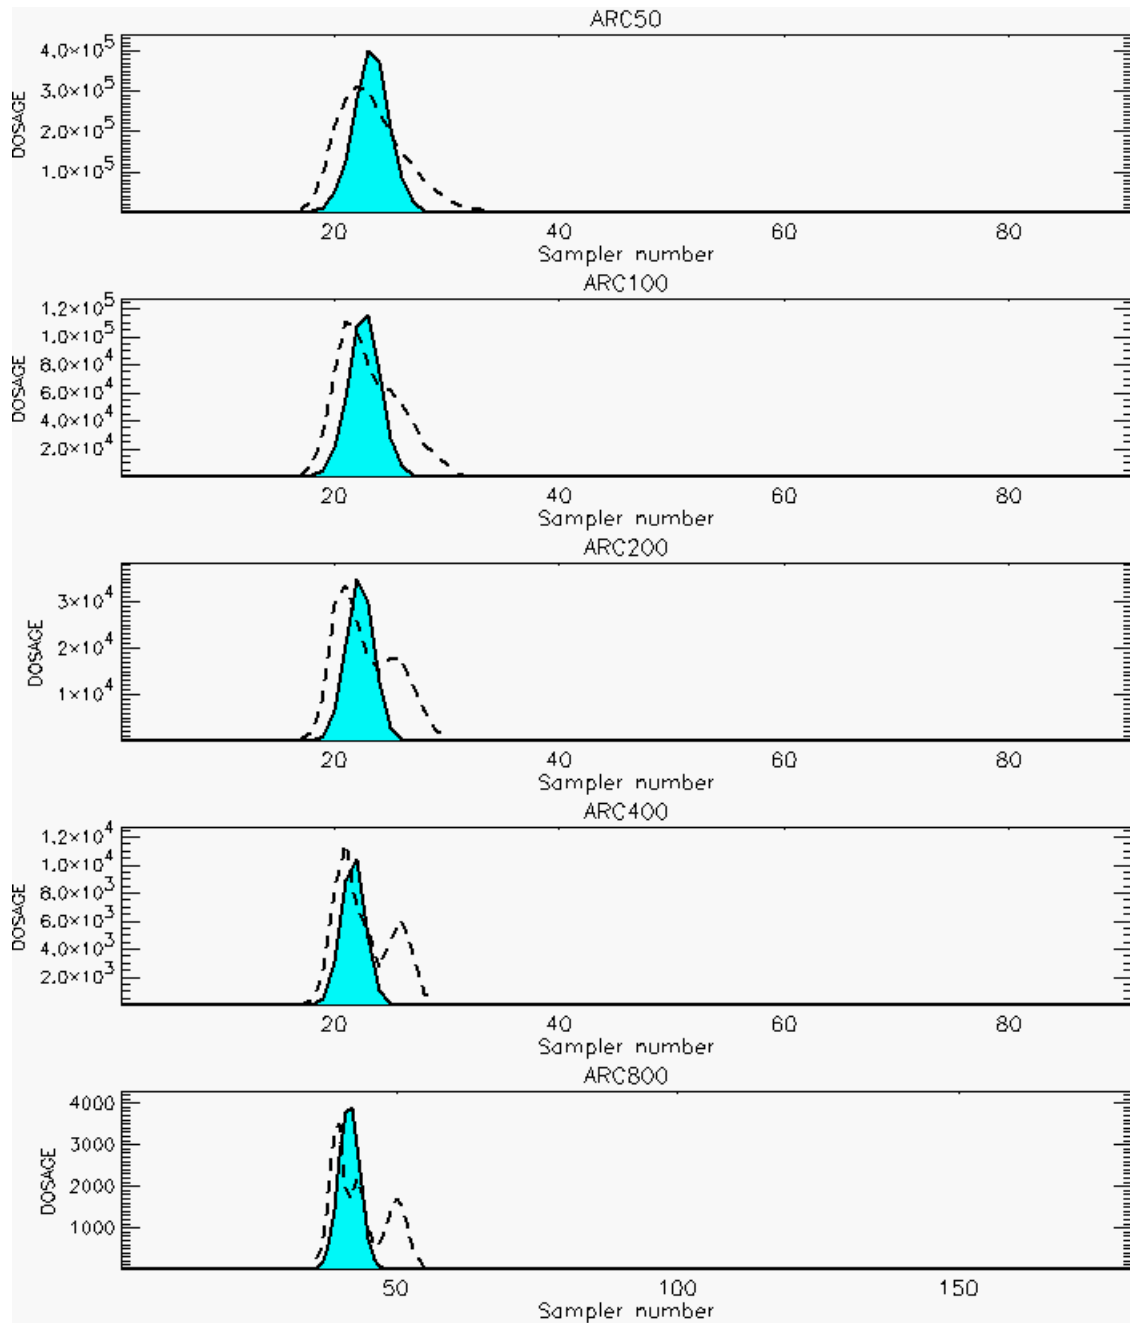 ARC50
4.0×10^5
3.0×10^5
2.0×10^5
1.0×10^5
DOSAGE
20 40 60 80
Sampler number
ARC100
1.2×10^5
1.0×10^5
8.0×10^4
6.0×10^4
4.0×10^4
2.0×10^4
DOSAGE
20 40 60 80
Sampler number
ARC200
3×10^4
2×10^4
1×10^4
DOSAGE
20 40 60 80
Sampler number
ARC400
1.2×10^4
1.0×10^4
8.0×10^3
6.0×10^3
4.0×10^3
2.0×10^3
DOSAGE
20 40 60 80
Sampler number
ARC800
4000
3000
2000
1000
DOSAGE
50 100 150
Sampler number